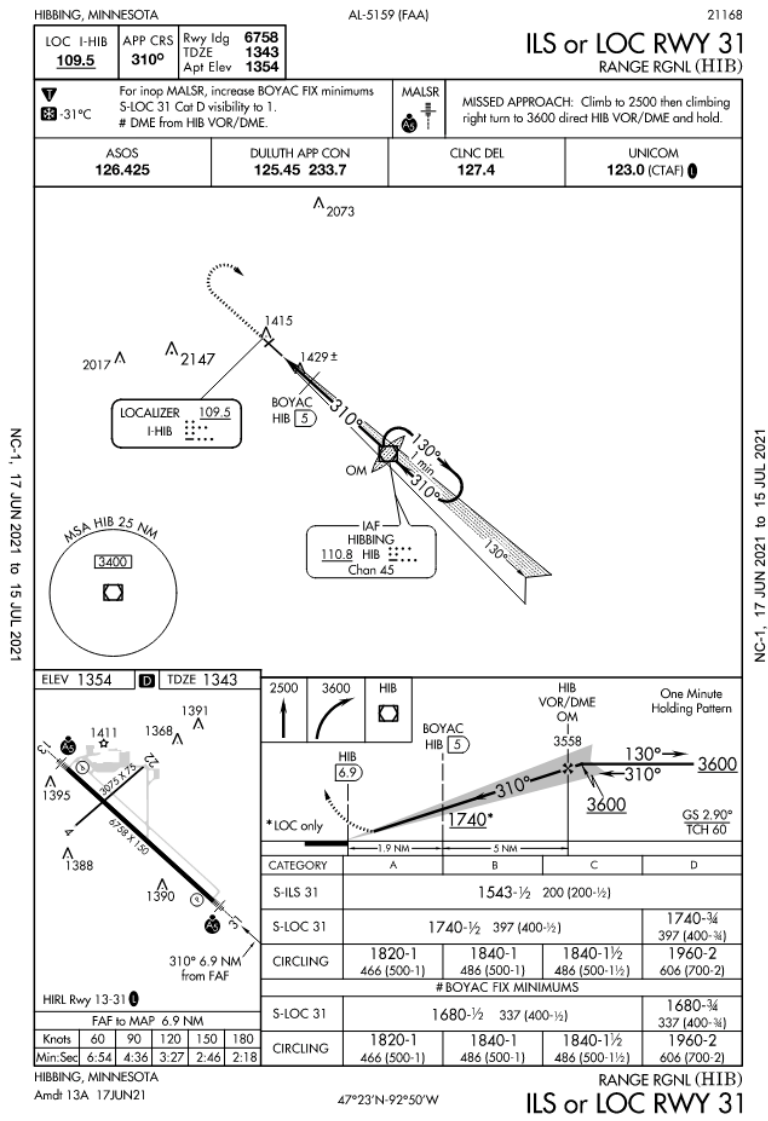 HIBBING, MINNESOTA
AL-5159 (FAA)
21168
LOC I-HIB
109.5
APP CRS
310°
Rwy Idg 6758
TDZE 1343
Apt Elev 1354
ILS or LOC RWY 31
RANGE RGNL (HIB)
T
-31°C
For inop MALSR, increase BOYAC FIX minimums
S-LOC 31 Cat D visibility to 1.
# DME from HIB VOR/DME.
MALSR
A5
MISSED APPROACH: Climb to 2500 then climbing
right turn to 3600 direct HIB VOR/DME and hold.
ASOS
126.425
DULUTH APP CON
125.45 233.7
CLNC DEL
127.4
UNICOM
123.0 (CTAF) L
2073
1415
2017
2147
1429 ±
BOYAC
HIB 5
LOCALIZER 109.5
I-HIB
310°
OM
130°
1 min
310°
IAF
HIBBING
110.8 HIB
Chan 45
130°
MSA HIB 25 NM
3400
NC-1, 17 JUN 2021 to 15 JUL 2021
NC-1, 17 JUN 2021 to 15 JUL 2021
ELEV 1354
D
TDZE 1343
1391
1411
1368
A5
13
P
22
3075 X 75
1395
4
6758 X 150
1388
1390
P
A5
31
310° 6.9 NM
from FAF
HIRL Rwy 13-31 L
FAF to MAP 6.9 NM
Knots 60 90 120 150 180
Min:Sec 6:54 4:36 3:27 2:46 2:18
2500
3600
HIB
HIB
VOR/DME
OM
One Minute
Holding Pattern
BOYAC
HIB 5
HIB
6.9
3558
130°
310°
3600
310°
3600
1740*
*LOC only
GS 2.90°
TCH 60
1.9 NM
5 NM
CATEGORY A B C D
S-ILS 31 1543-½ 200 (200-½)
S-LOC 31 1740-½ 397 (400-½) 1740-¾
397 (400-¾)
CIRCLING 1820-1 1840-1 1840-1½ 1960-2
466 (500-1) 486 (500-1) 486 (500-1½) 606 (700-2)
# BOYAC FIX MINIMUMS
S-LOC 31 1680-½ 337 (400-½) 1680-¾
337 (400-¾)
CIRCLING 1820-1 1840-1 1840-1½ 1960-2
466 (500-1) 486 (500-1) 486 (500-1½) 606 (700-2)
HIBBING, MINNESOTA
Amdt 13A 17JUN21
47°23'N-92°50'W
RANGE RGNL (HIB)
ILS or LOC RWY 31